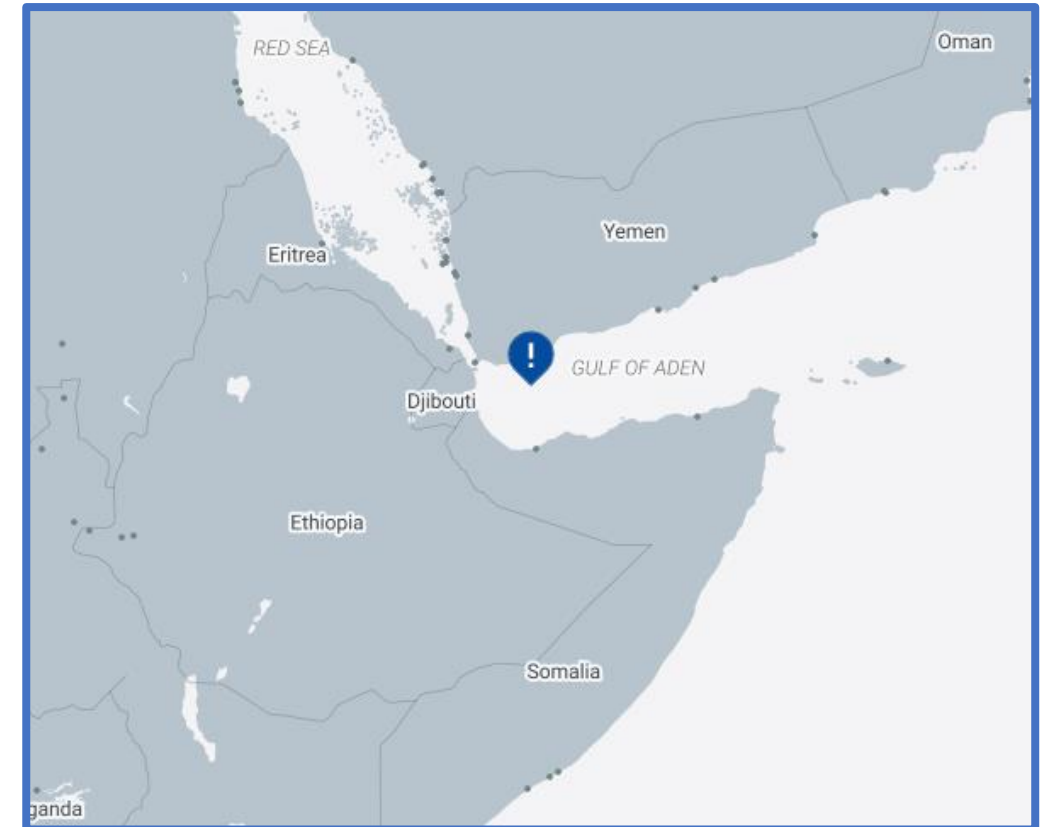 RED SEA
Oman
Yemen
Eritrea
!
GULF OF ADEN
Djibouti
Ethiopia
Somalia
ganda